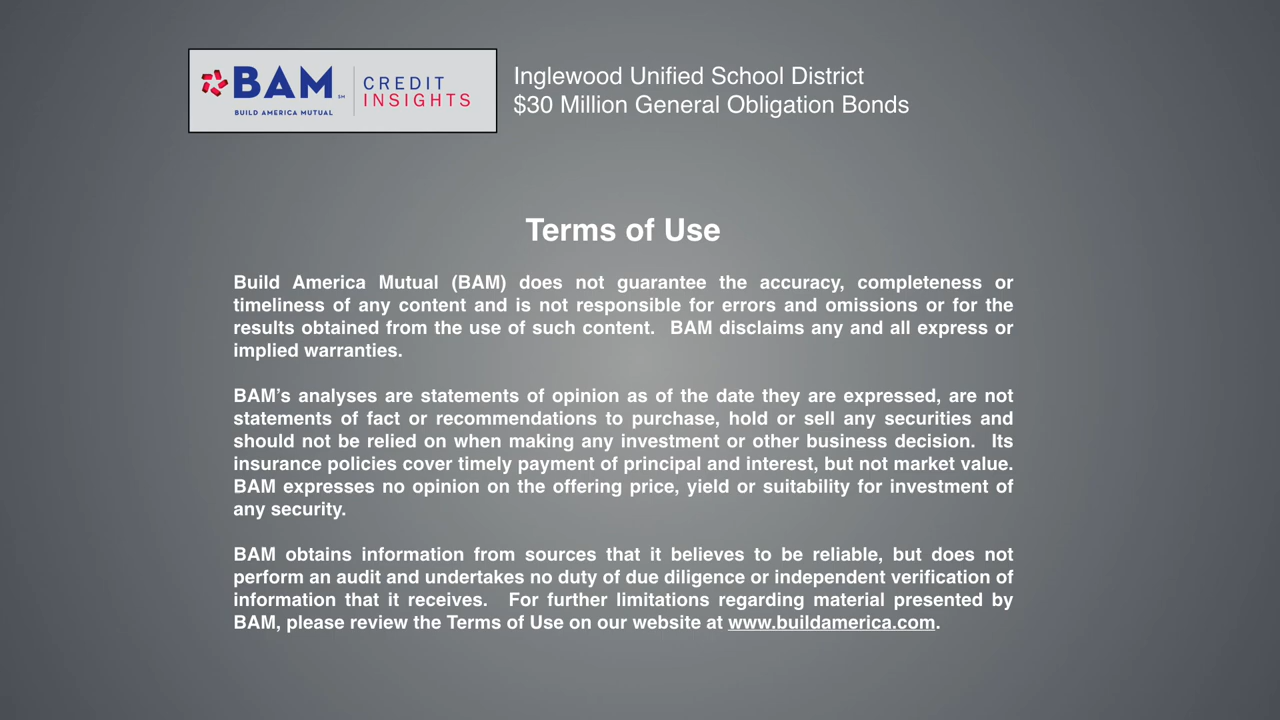 BAM SM
BUILD AMERICA MUTUAL
CREDIT
INSIGHTS
Inglewood Unified School District
$30 Million General Obligation Bonds
Terms of Use
Build America Mutual (BAM) does not guarantee the accuracy, completeness or
timeliness of any content and is not responsible for errors and omissions or for the
results obtained from the use of such content.  BAM disclaims any and all express or
implied warranties.
BAM’s analyses are statements of opinion as of the date they are expressed, are not
statements of fact or recommendations to purchase, hold or sell any securities and
should not be relied on when making any investment or other business decision.  Its
insurance policies cover timely payment of principal and interest, but not market value.
BAM expresses no opinion on the offering price, yield or suitability for investment of
any security.
BAM obtains information from sources that it believes to be reliable, but does not
perform an audit and undertakes no duty of due diligence or independent verification of
information that it receives.  For further limitations regarding material presented by
BAM, please review the Terms of Use on our website at www.buildamerica.com.